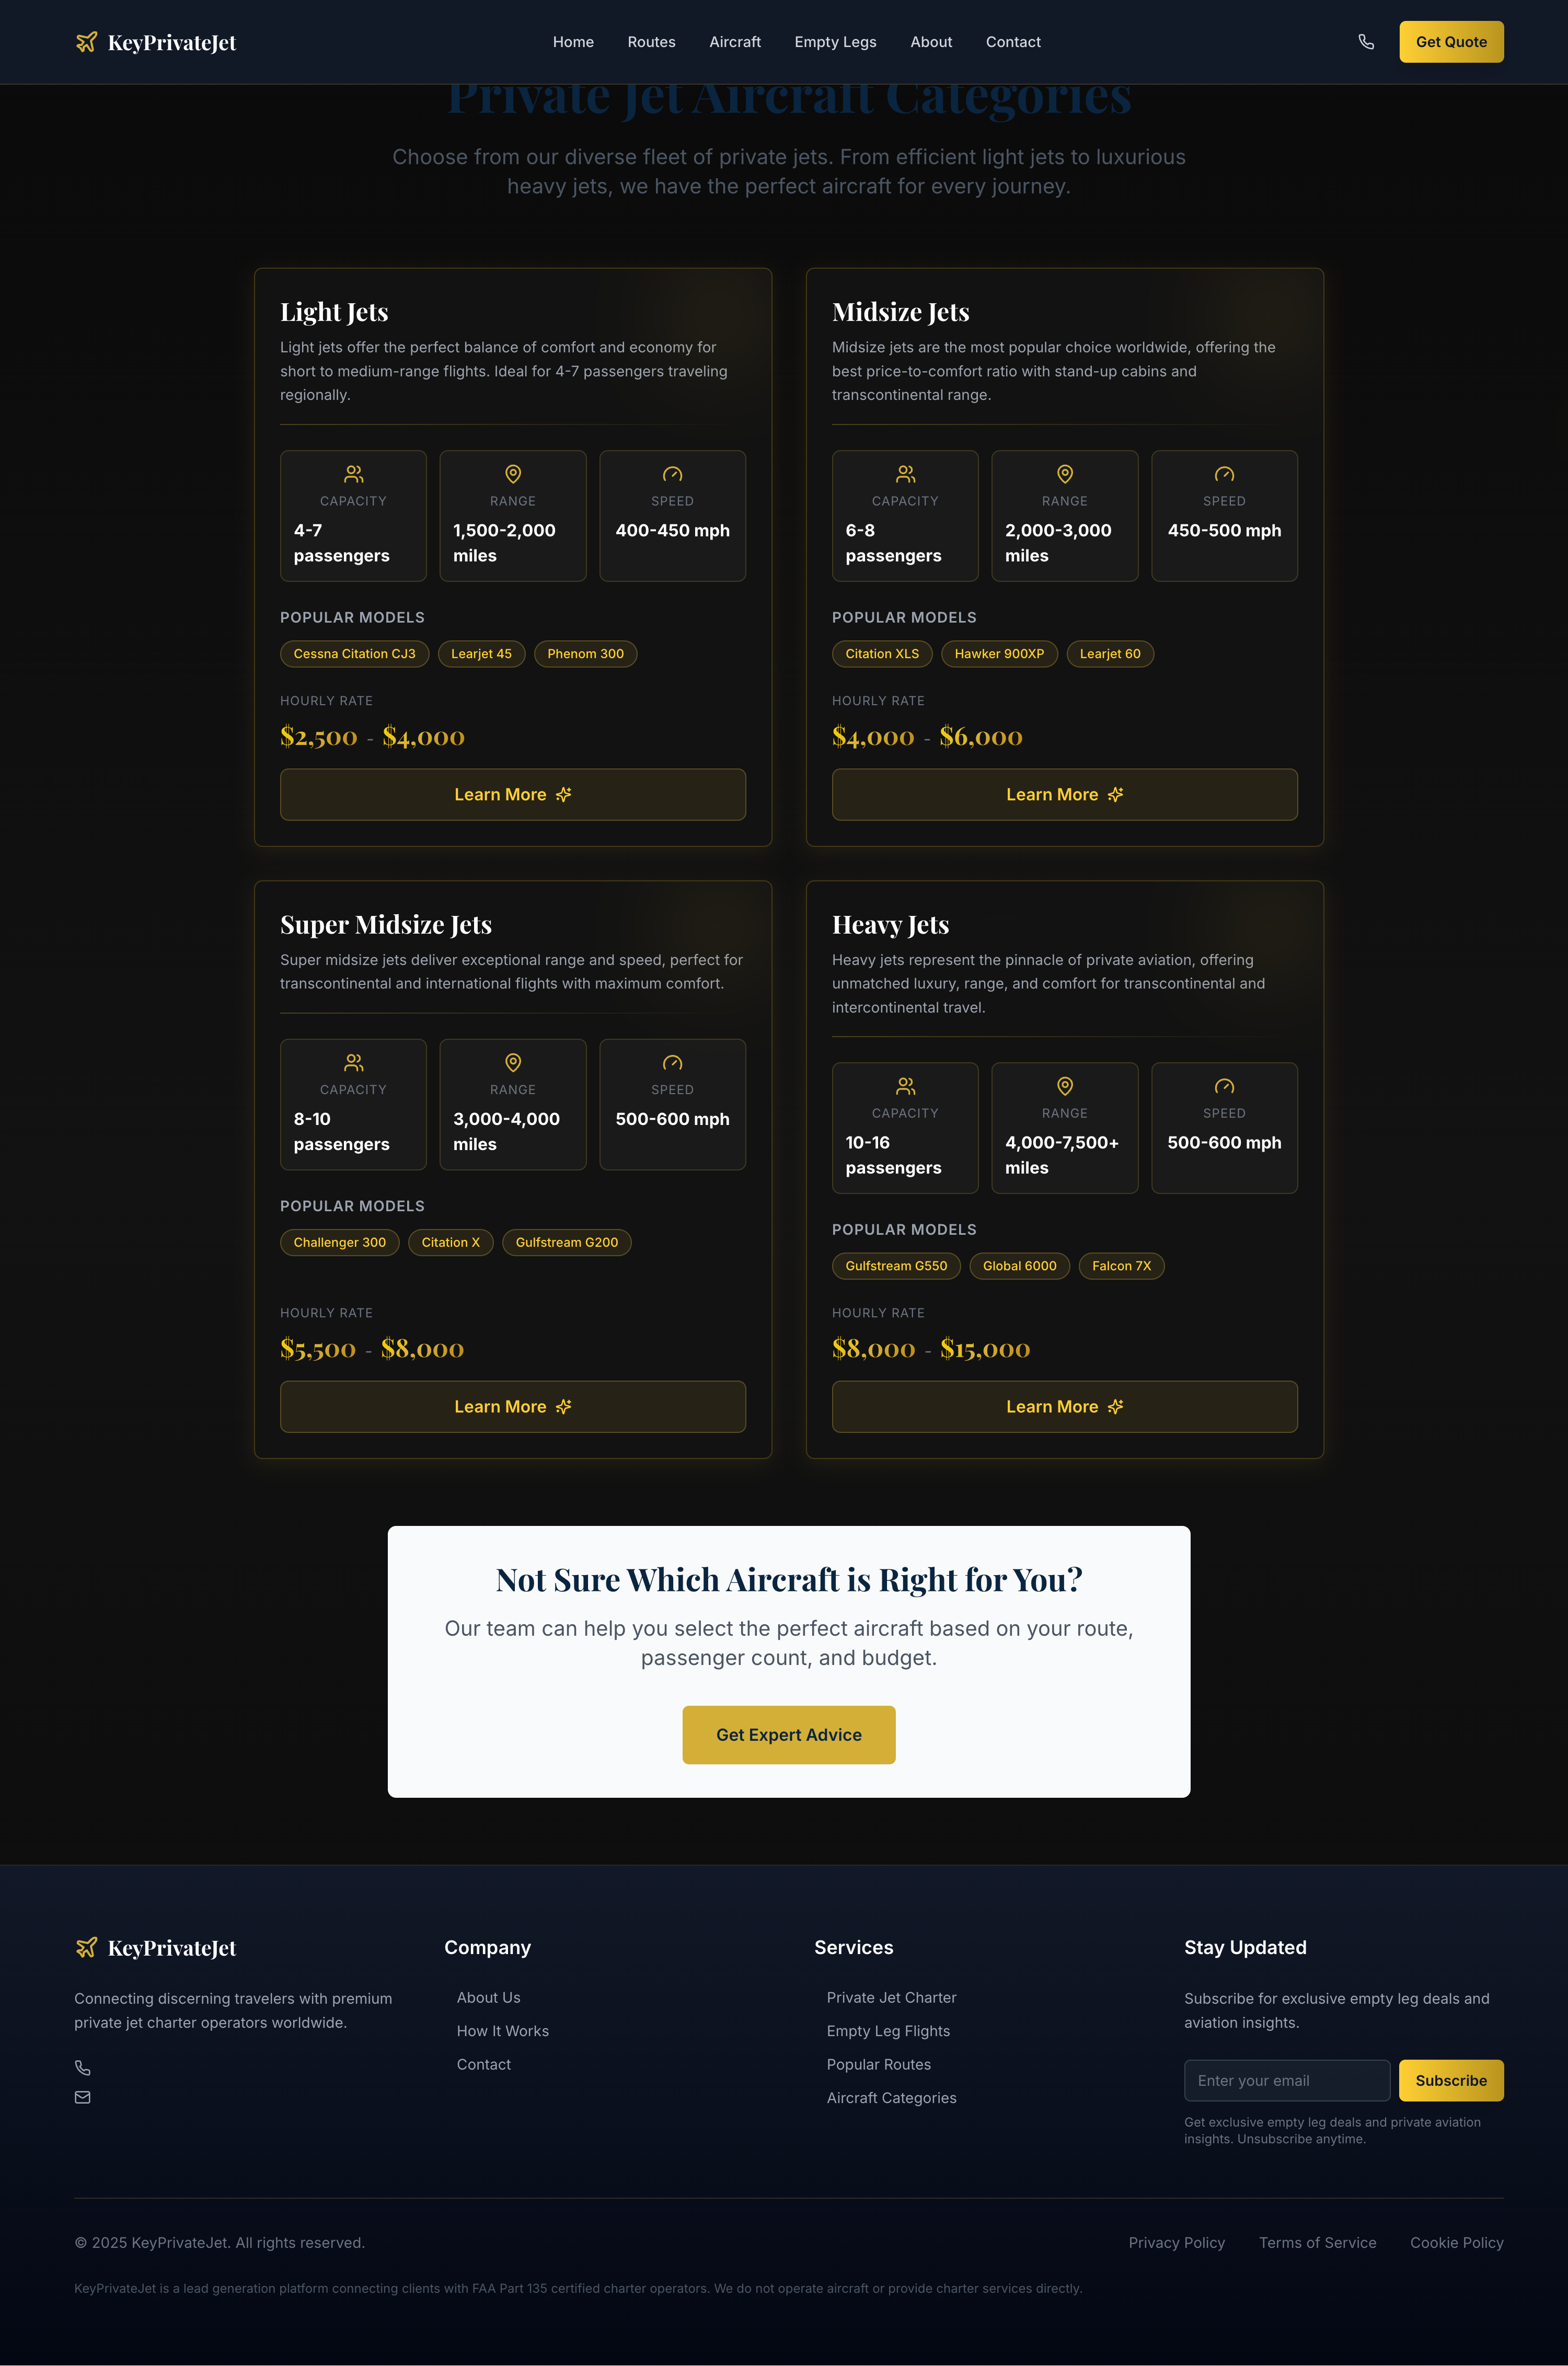 KeyPrivateJet
Home Routes Aircraft Empty Legs About Contact
Get Quote
Private Jet Aircraft Categories
Choose from our diverse fleet of private jets. From efficient light jets to luxurious
heavy jets, we have the perfect aircraft for every journey.
Light Jets
Light jets offer the perfect balance of comfort and economy for
short to medium-range flights. Ideal for 4-7 passengers traveling
regionally.
CAPACITY
4-7
passengers
RANGE
1,500-2,000
miles
SPEED
400-450 mph
POPULAR MODELS
Cessna Citation CJ3 Learjet 45 Phenom 300
HOURLY RATE
$2,500 - $4,000
Learn More
Midsize Jets
Midsize jets are the most popular choice worldwide, offering the
best price-to-comfort ratio with stand-up cabins and
transcontinental range.
CAPACITY
6-8
passengers
RANGE
2,000-3,000
miles
SPEED
450-500 mph
POPULAR MODELS
Citation XLS Hawker 900XP Learjet 60
HOURLY RATE
$4,000 - $6,000
Learn More
Super Midsize Jets
Super midsize jets deliver exceptional range and speed, perfect for
transcontinental and international flights with maximum comfort.
CAPACITY
8-10
passengers
RANGE
3,000-4,000
miles
SPEED
500-600 mph
POPULAR MODELS
Challenger 300 Citation X Gulfstream G200
HOURLY RATE
$5,500 - $8,000
Learn More
Heavy Jets
Heavy jets represent the pinnacle of private aviation, offering
unmatched luxury, range, and comfort for transcontinental and
intercontinental travel.
CAPACITY
10-16
passengers
RANGE
4,000-7,500+
miles
SPEED
500-600 mph
POPULAR MODELS
Gulfstream G550 Global 6000 Falcon 7X
HOURLY RATE
$8,000 - $15,000
Learn More
Not Sure Which Aircraft is Right for You?
Our team can help you select the perfect aircraft based on your route,
passenger count, and budget.
Get Expert Advice
KeyPrivateJet
Connecting discerning travelers with premium
private jet charter operators worldwide.
Company
About Us
How It Works
Contact
Services
Private Jet Charter
Empty Leg Flights
Popular Routes
Aircraft Categories
Stay Updated
Subscribe for exclusive empty leg deals and
aviation insights.
Enter your email
Subscribe
Get exclusive empty leg deals and private aviation
insights. Unsubscribe anytime.
© 2025 KeyPrivateJet. All rights reserved.
Privacy Policy Terms of Service Cookie Policy
KeyPrivateJet is a lead generation platform connecting clients with FAA Part 135 certified charter operators. We do not operate aircraft or provide charter services directly.